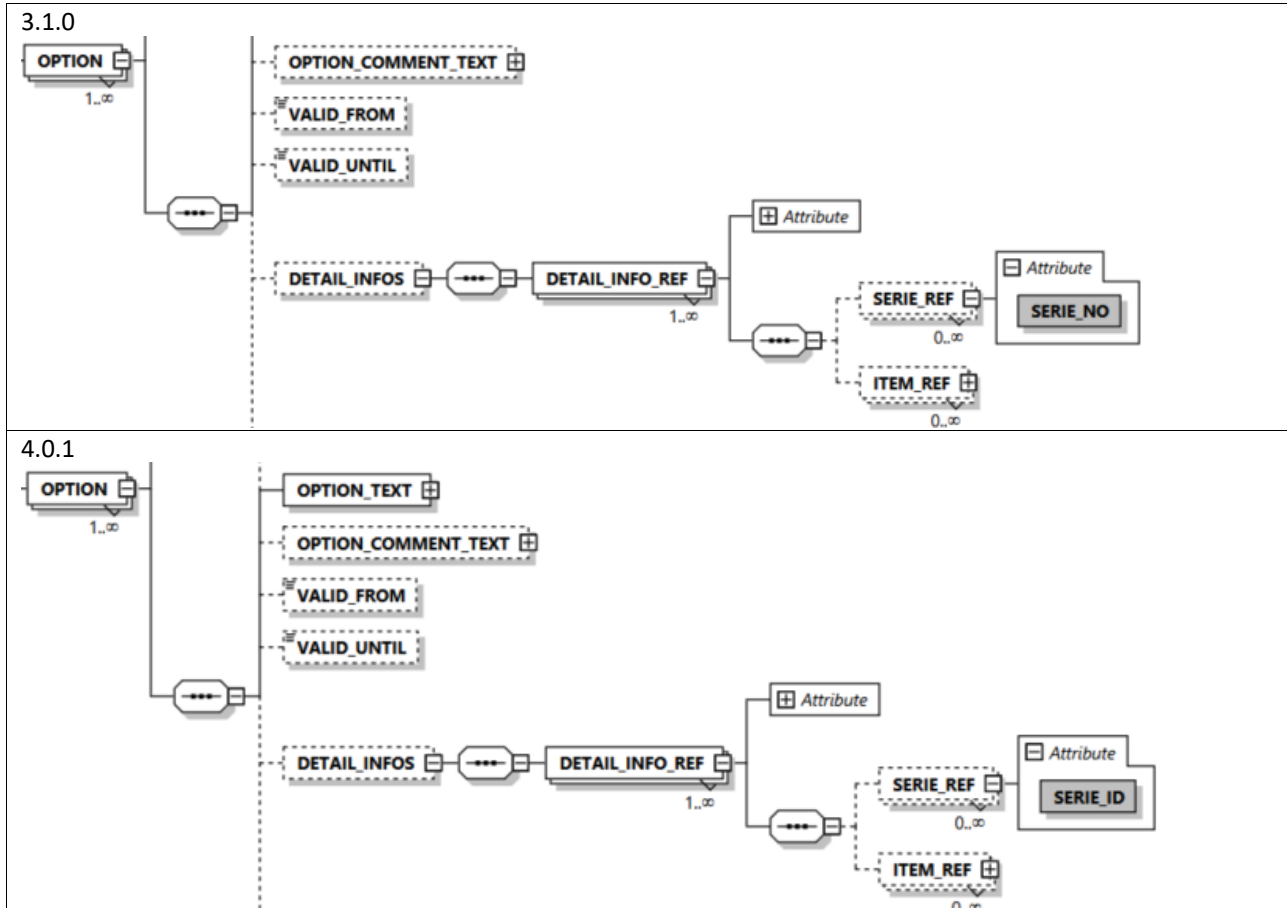 3.1.0
OPTION
1..∞
OPTION_COMMENT_TEXT
VALID_FROM
VALID_UNTIL
DETAIL_INFOS
DETAIL_INFO_REF
1..∞
Attribute
SERIE_REF
0..∞
Attribute
SERIE_NO
ITEM_REF
0..∞
4.0.1
OPTION
1..∞
OPTION_TEXT
OPTION_COMMENT_TEXT
VALID_FROM
VALID_UNTIL
DETAIL_INFOS
DETAIL_INFO_REF
1..∞
Attribute
SERIE_REF
0..∞
Attribute
SERIE_ID
ITEM_REF
0..∞